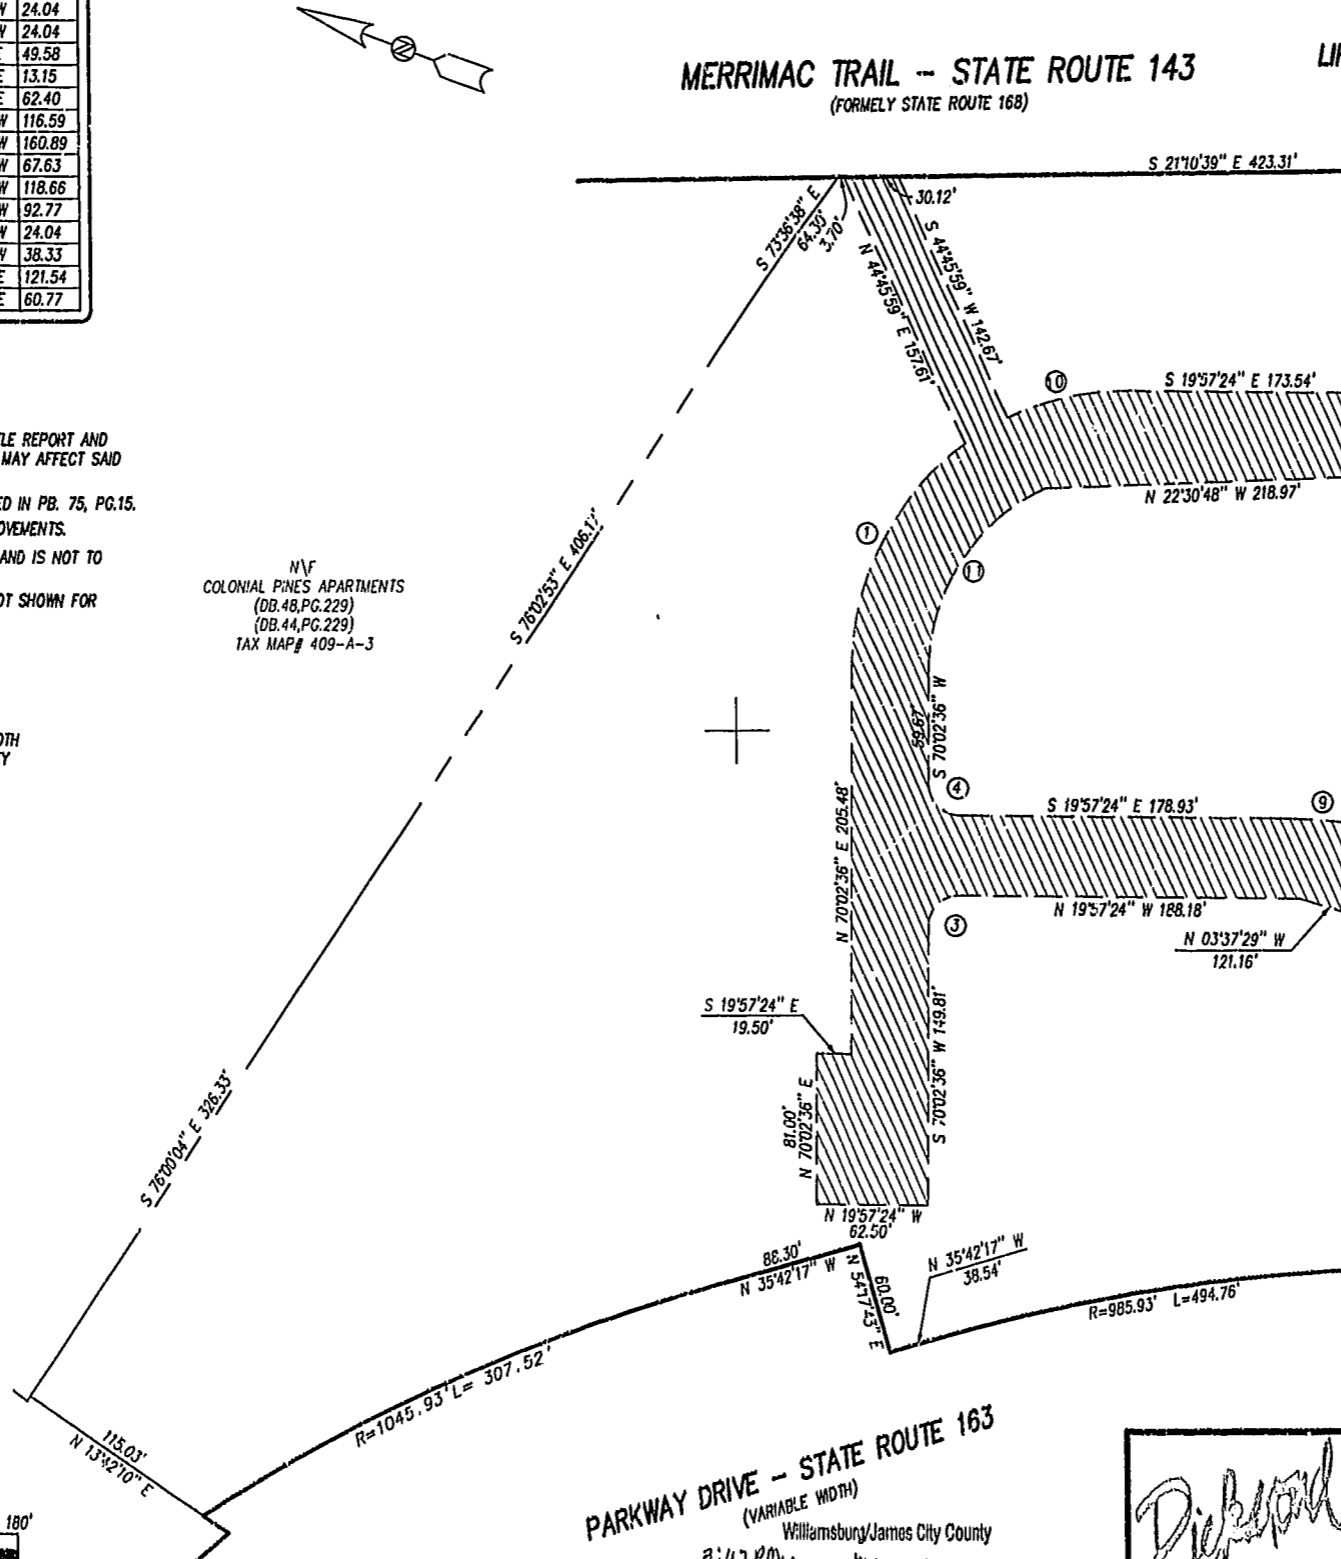 W 24.04
W 24.04
E 49.58
E 13.15
E 62.40
W 116.59
W 160.89
W 67.63
W 118.66
W 92.77
W 24.04
W 38.33
E 121.54
E 60.77
N
MERRIMAC TRAIL - STATE ROUTE 143
(FORMELY STATE ROUTE 168)
S 21°10'39" E 423.31'
30.12'
S 73°36'38" E
64.30'
3.70'
N 44°45'59" E 157.61'
S 44°45'59" W 142.67'
10
S 19°57'24" E 173.54'
N 22°30'48" W 218.97'
TLE REPORT AND
MAY AFFECT SAID
ED IN PB. 75, PG.15.
OVEMENTS.
AND IS NOT TO
OT SHOWN FOR
N\F
COLONIAL PINES APARTMENTS
(DB.48,PG.229)
(DB.44,PG.229)
TAX MAP# 409-A-3
S 76°02'53" E 406.17'
1
11
OTH
TY
59.67'
S 70°02'36" W
4
S 19°57'24" E 178.93'
9
N 70°02'36" E 205.48'
3
N 19°57'24" W 188.18'
N 03°37'29" W
121.16'
S 19°57'24" E
19.50'
S 70°02'36" W 149.81'
81.00'
N 70°02'36" E
S 76°00'04" E 326.33'
N 19°57'24" W
62.50'
88.30'
N 35°42'17" W
60.00'
N 54°17'43" E
N 35°42'17" W
38.54'
R=985.93' L=494.76'
R=1045.93' L= 307.52'
115.03'
N 13°42'10" E
PARKWAY DRIVE - STATE ROUTE 163
(VARIABLE WIDTH)
Williamsburg/James City County
180'